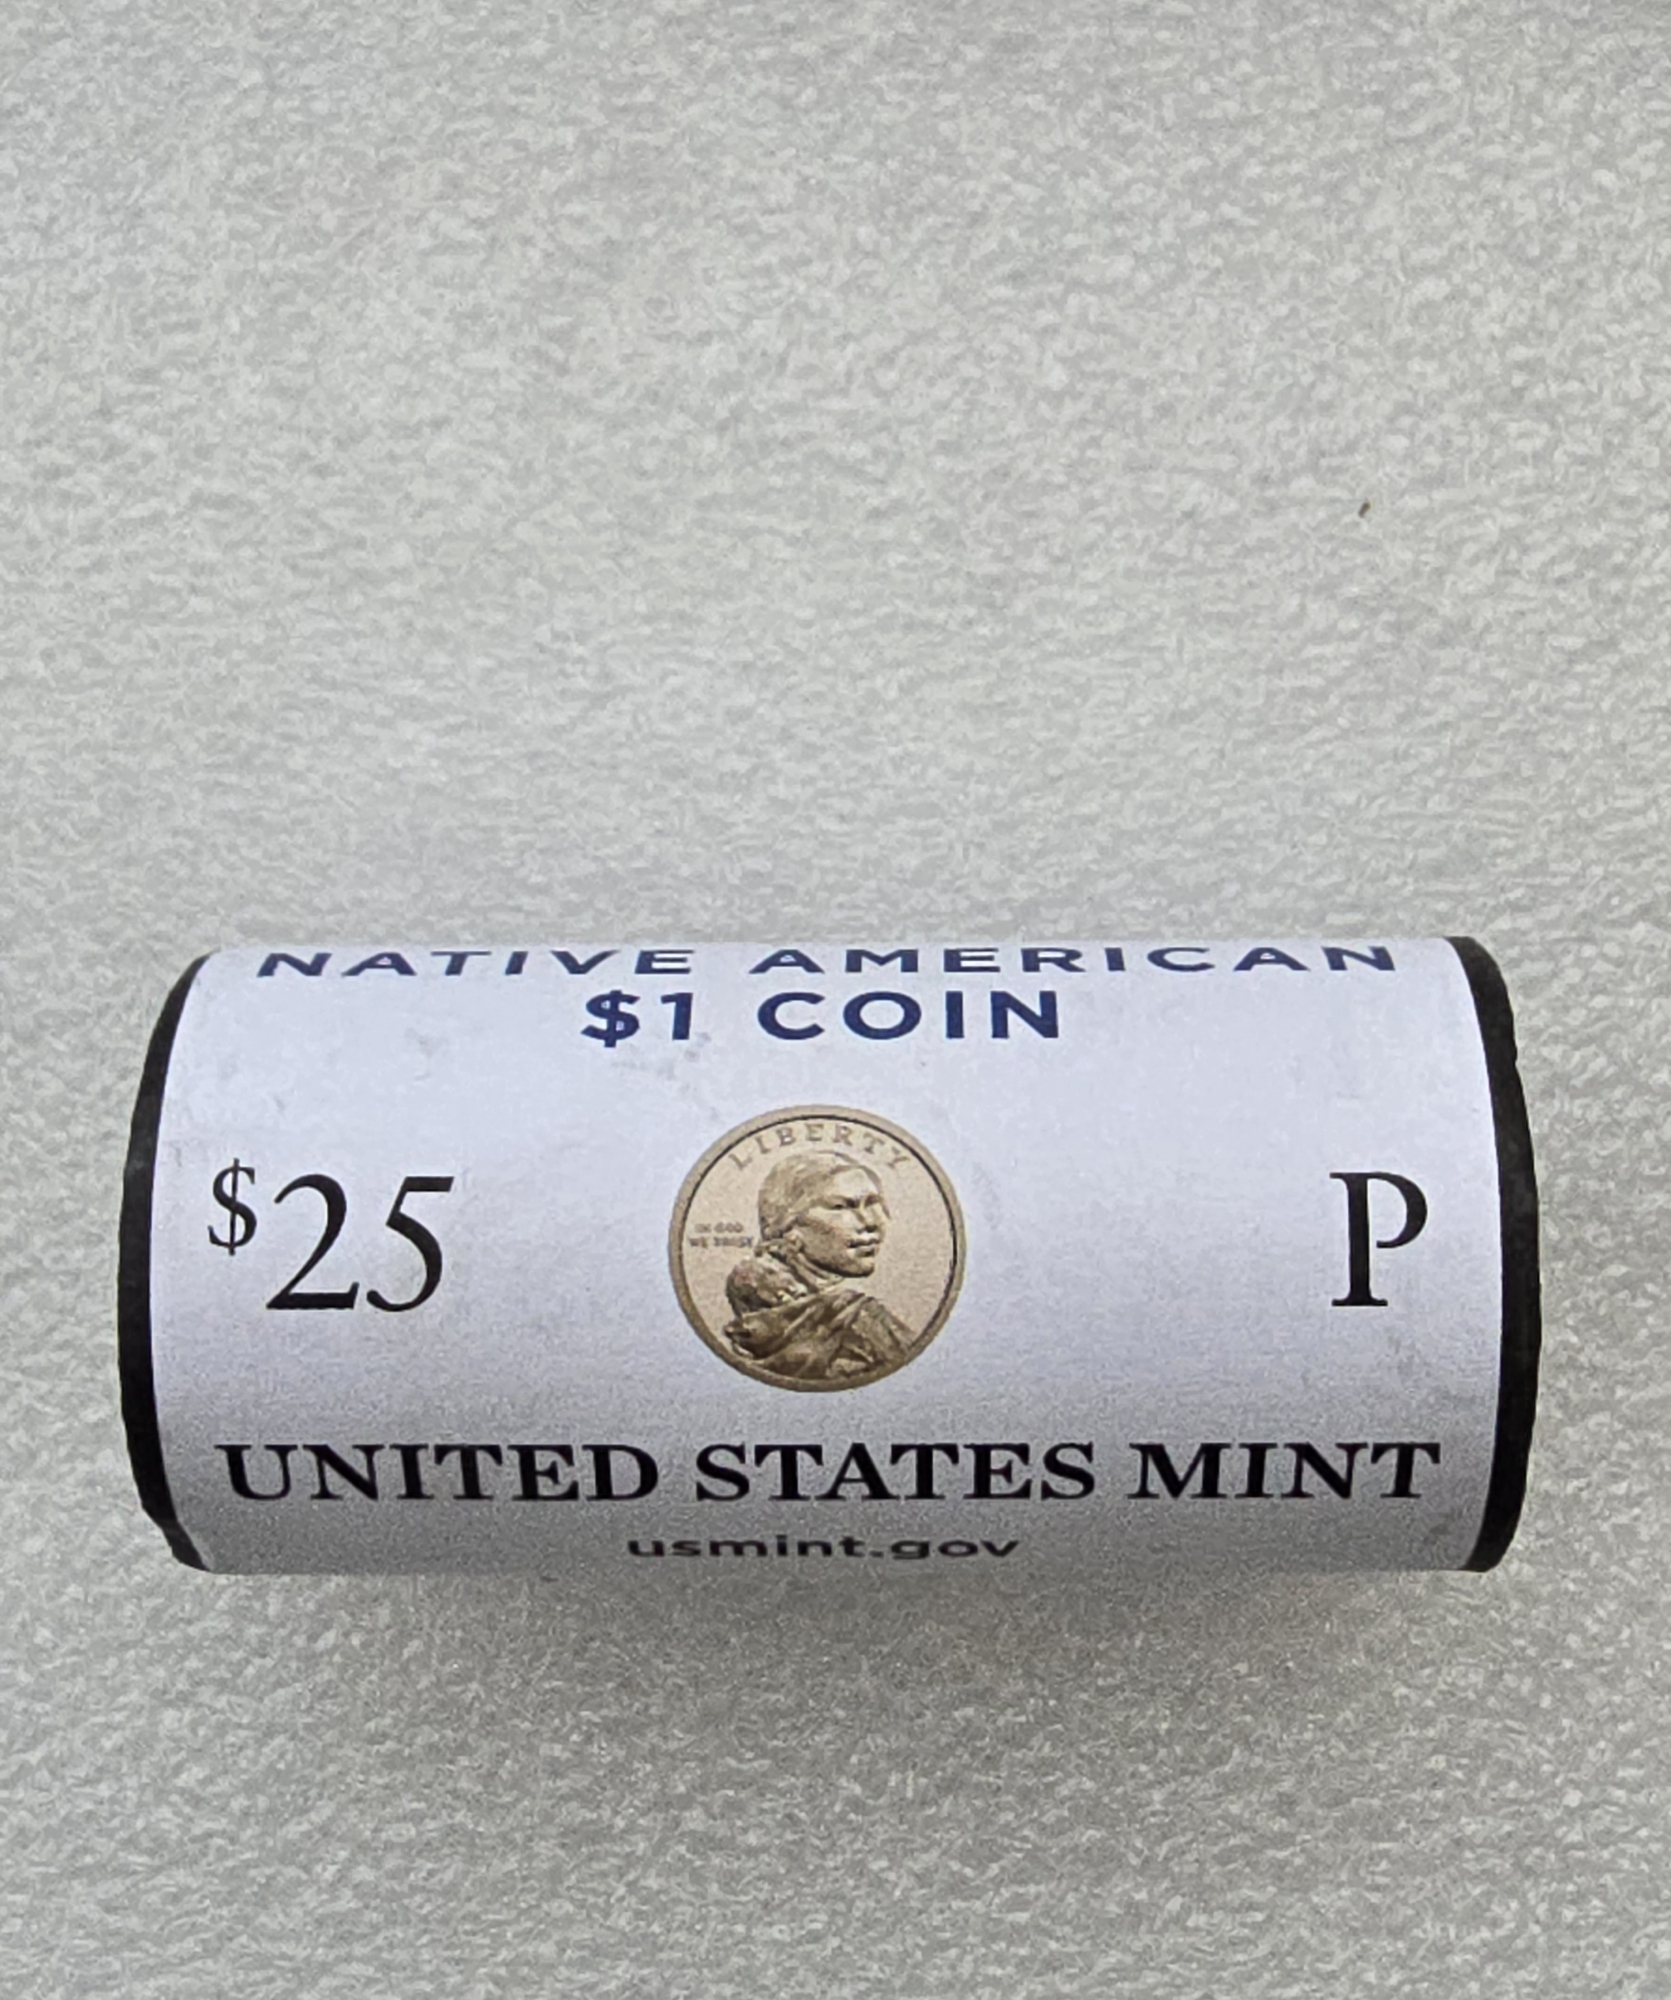 NATIVE AMERICAN
$1 COIN
$25
LIBERTY
IN GOD
WE TRUST
P
UNITED STATES MINT
usmint.gov